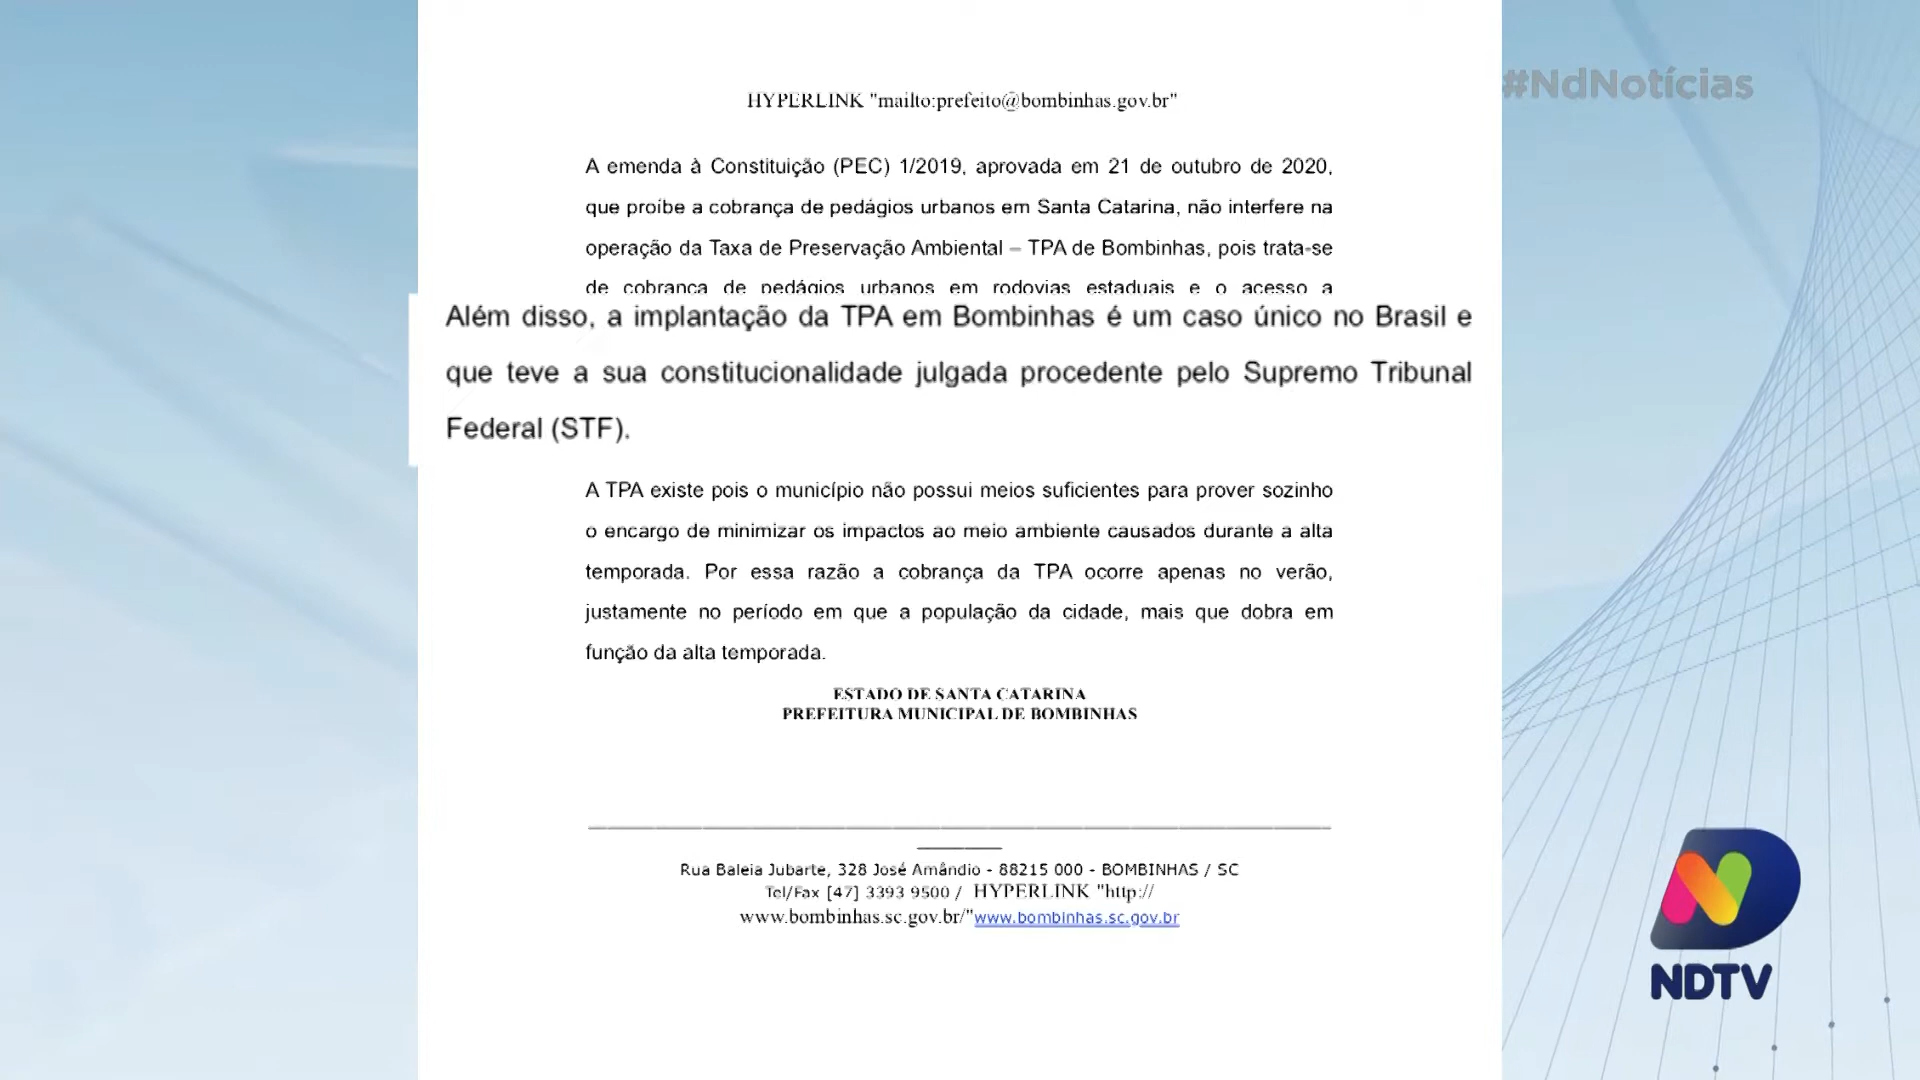 #NdNotícias
HYPERLINK "mailto:prefeito@bombinhas.gov.br"
A emenda à Constituição (PEC) 1/2019, aprovada em 21 de outubro de 2020,
que proíbe a cobrança de pedágios urbanos em Santa Catarina, não interfere na
operação da Taxa de Preservação Ambiental – TPA de Bombinhas, pois trata-se
de cobrança de pedágios urbanos em rodovias estaduais e o acesso a
Além disso, a implantação da TPA em Bombinhas é um caso único no Brasil e
que teve a sua constitucionalidade julgada procedente pelo Supremo Tribunal
Federal (STF).
A TPA existe pois o município não possui meios suficientes para prover sozinho
o encargo de minimizar os impactos ao meio ambiente causados durante a alta
temporada. Por essa razão a cobrança da TPA ocorre apenas no verão,
justamente no período em que a população da cidade, mais que dobra em
função da alta temporada.
ESTADO DE SANTA CATARINA
PREFEITURA MUNICIPAL DE BOMBINHAS
Rua Baleia Jubarte, 328 José Amândio - 88215 000 - BOMBINHAS / SC
Tel/Fax [47] 3393 9500 / HYPERLINK "http://
www.bombinhas.sc.gov.br/"www.bombinhas.sc.gov.br
NDTV